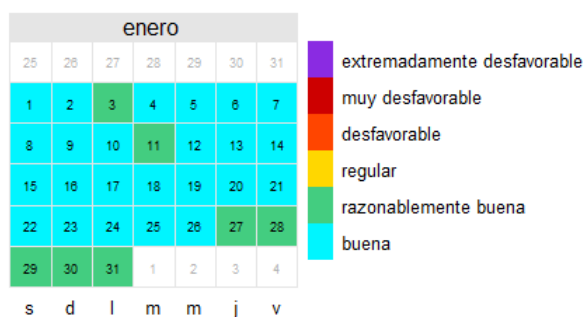 enero
25 26 27 28 29 30 31
1 2 3 4 5 6 7
8 9 10 11 12 13 14
15 16 17 18 19 20 21
22 23 24 25 26 27 28
29 30 31 1 2 3 4
s d l m m j v
extremadamente desfavorable
muy desfavorable
desfavorable
regular
razonablemente buena
buena